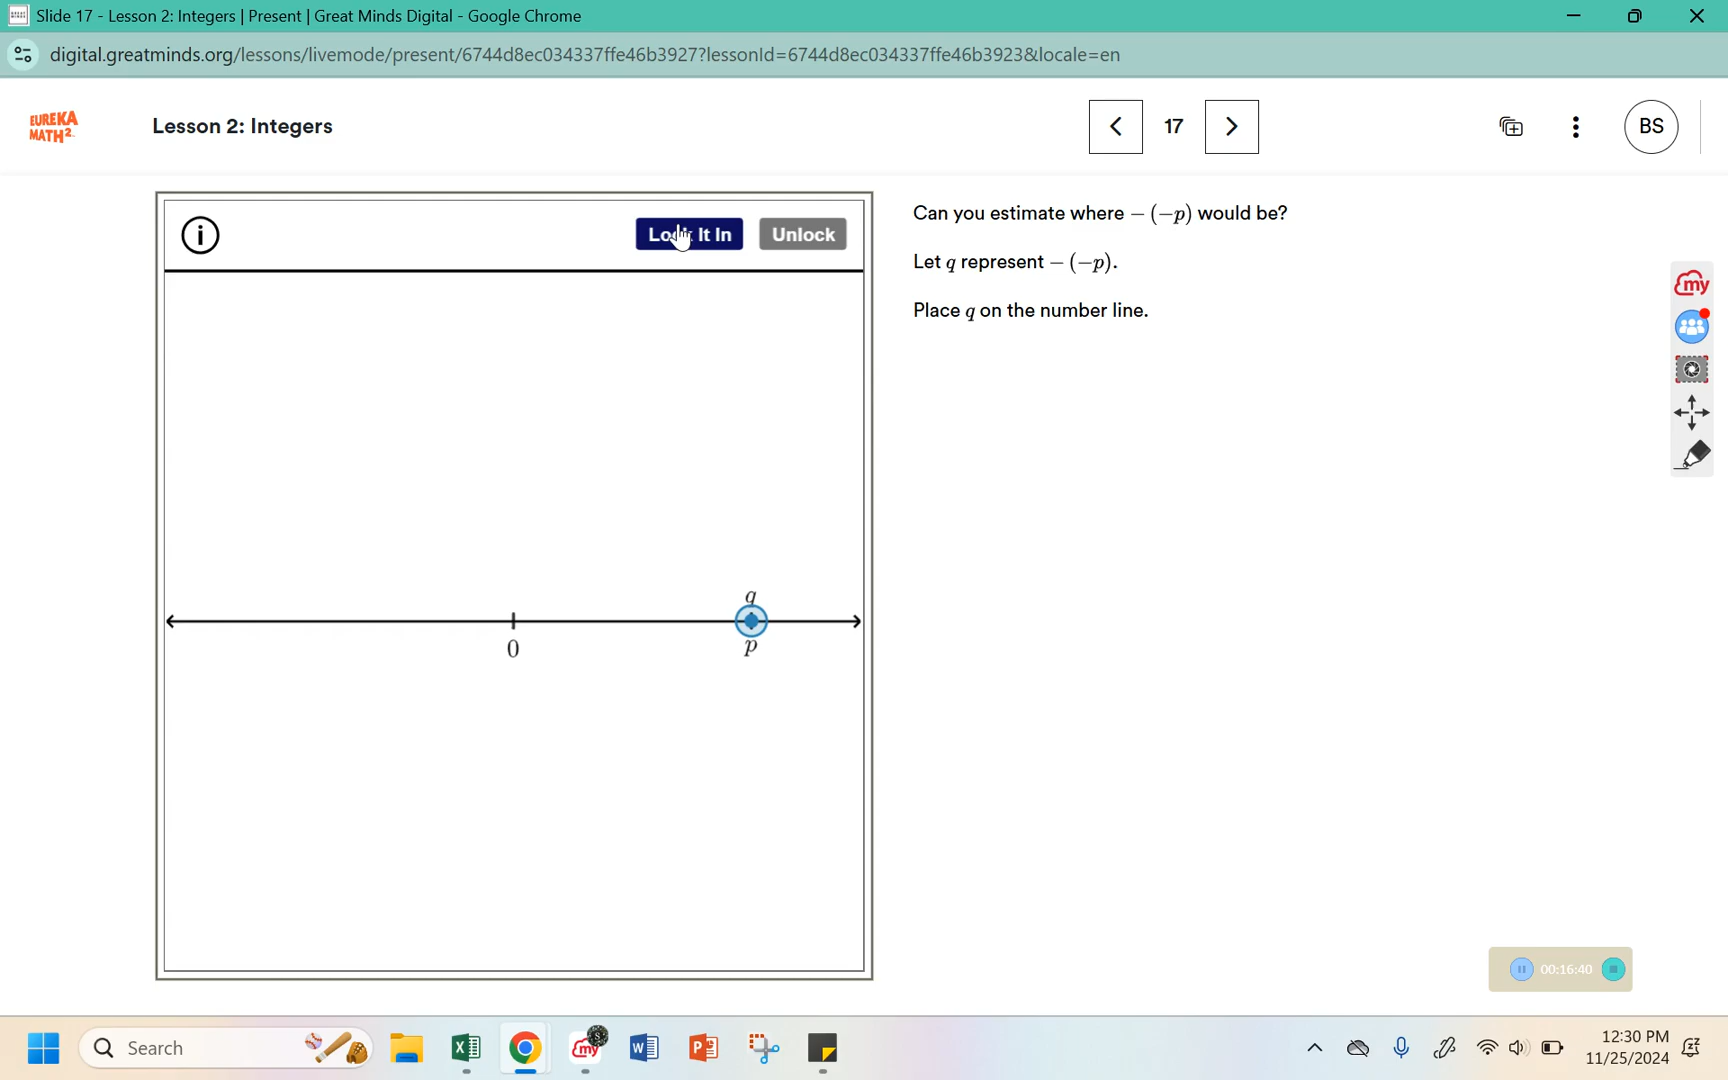 Slide 17 - Lesson 2: Integers | Present | Great Minds Digital - Google Chrome
digital.greatminds.org/lessons/livemode/present/6744d8ec034337ffe46b3927?lessonId=6744d8ec034337ffe46b3923&locale=en
EUREKA
MATH²
Lesson 2: Integers
17
BS
i
Lock It In
Unlock
Can you estimate where − (−p) would be?
Let q represent − (−p).
Place q on the number line.
my
q
0
p
00:16:40
Search
my
S
12:30 PM
11/25/2024